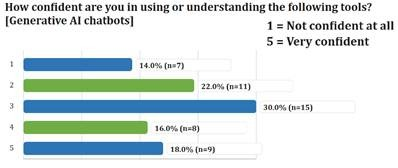 How confident are you in using or understanding the following tools?
[Generative AI chatbots]
1 = Not confident at all
5 = Very confident
1 14.0% (n=7)
2 22.0% (n=11)
3 30.0% (n=15)
4 16.0% (n=8)
5 18.0% (n=9)